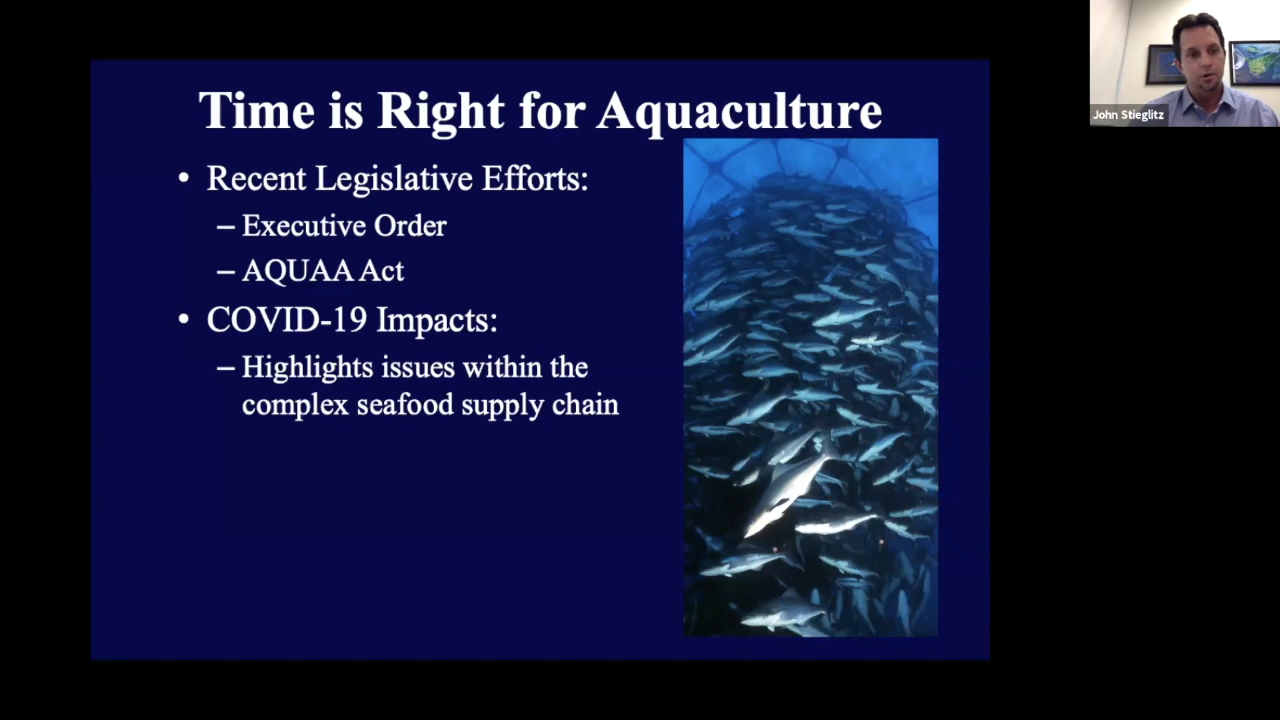 Time is Right for Aquaculture
• Recent Legislative Efforts:
– Executive Order
– AQUAA Act
• COVID-19 Impacts:
– Highlights issues within the
complex seafood supply chain
John Stieglitz